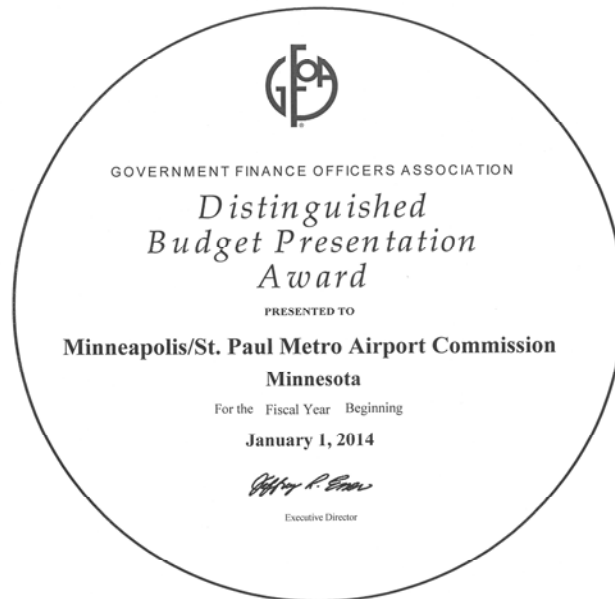 GFOA
GOVERNMENT FINANCE OFFICERS ASSOCIATION
Distinguished
Budget Presentation
Award
PRESENTED TO
Minneapolis/St. Paul Metro Airport Commission
Minnesota
For the Fiscal Year Beginning
January 1, 2014
Executive Director